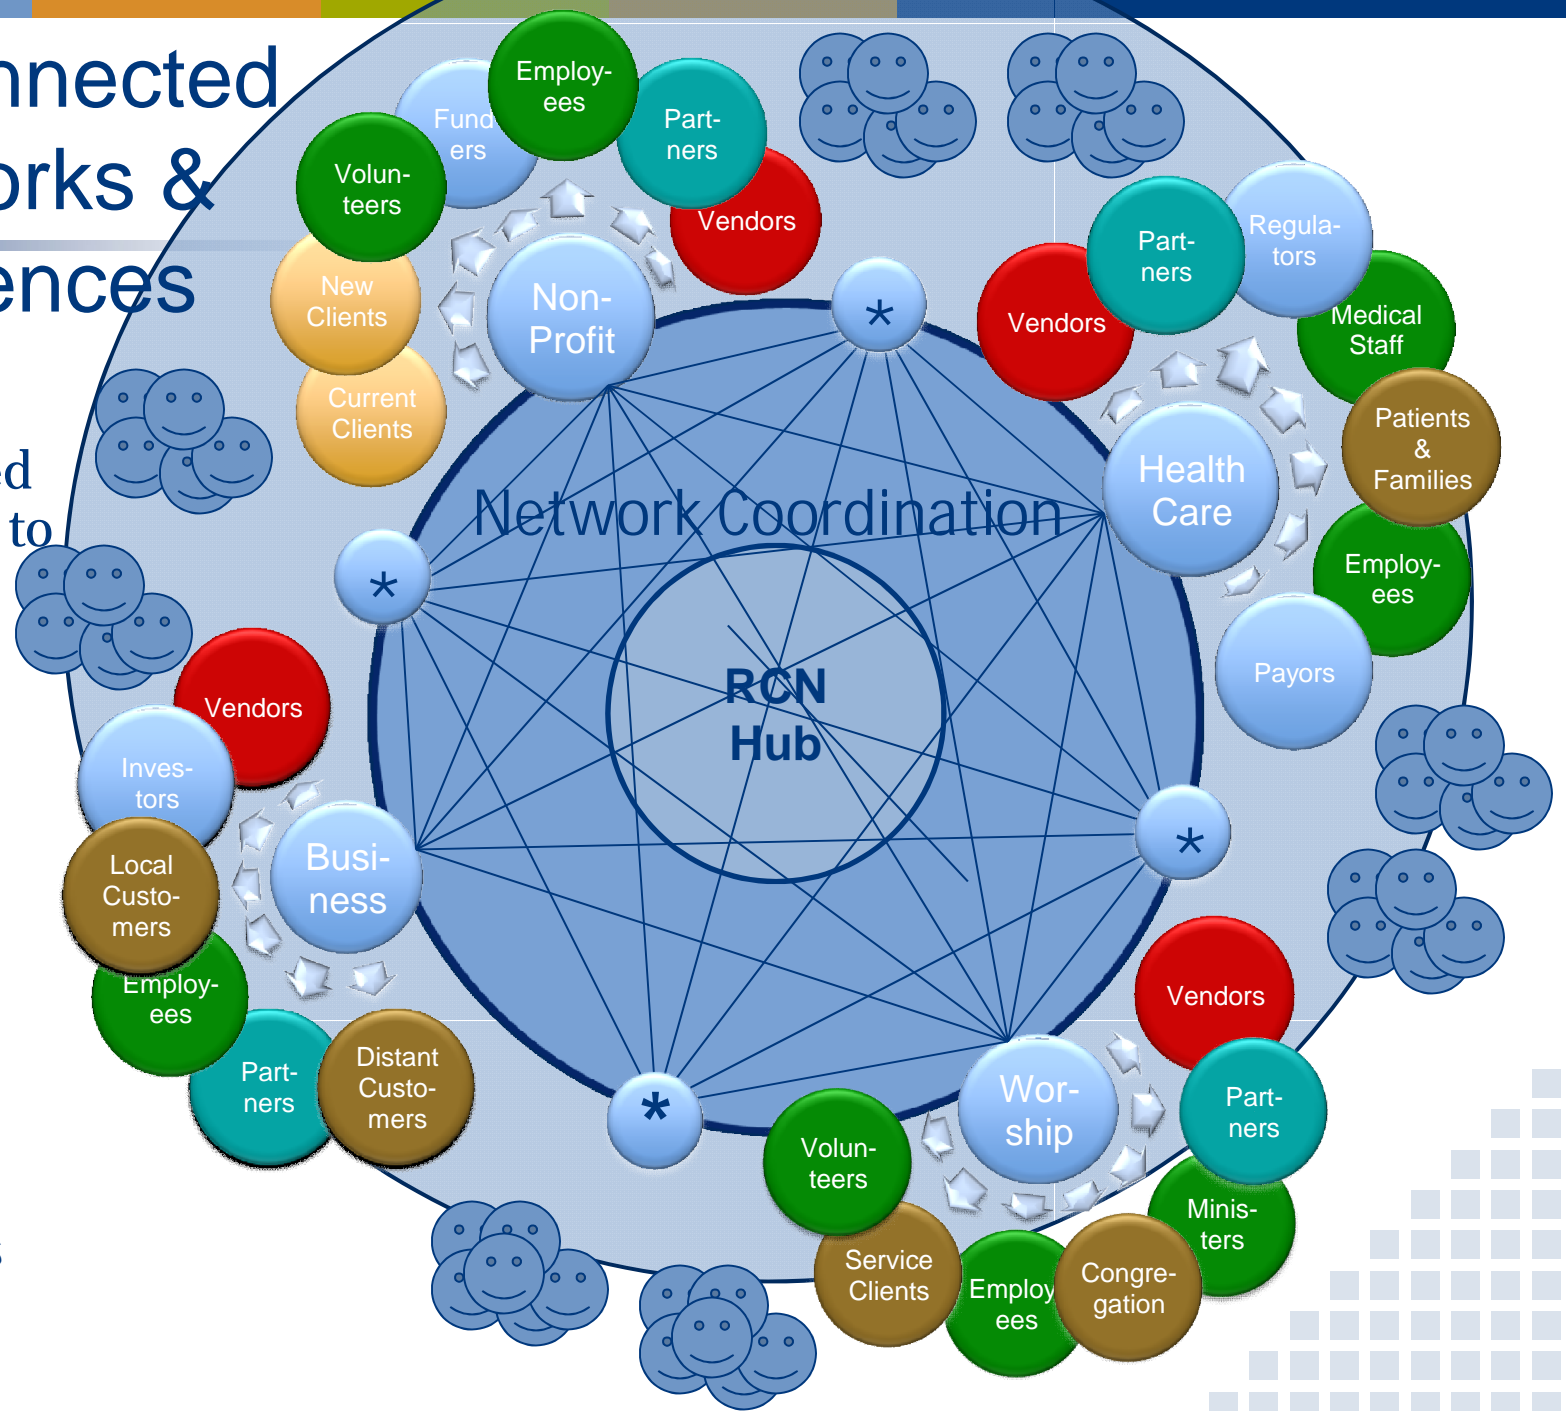 nnected
orks &
ences
ed
to
s
Employ-
ees
Fund
ers
Part-
ners
Volun-
teers
Vendors
New
Clients
Non-
Profit
Current
Clients
*
Part-
ners
Regula-
tors
Vendors
Medical
Staff
Patients
&
Families
Health
Care
Employ-
ees
Payors
Network Coordination
*
RCN
Hub
Vendors
Inves-
tors
Local
Custo-
mers
Busi-
ness
Employ-
ees
Part-
ners
Distant
Custo-
mers
*
*
Vendors
Wor-
ship
Part-
ners
Volun-
teers
Minis-
ters
Service
Clients
Employ
ees
Congre-
gation